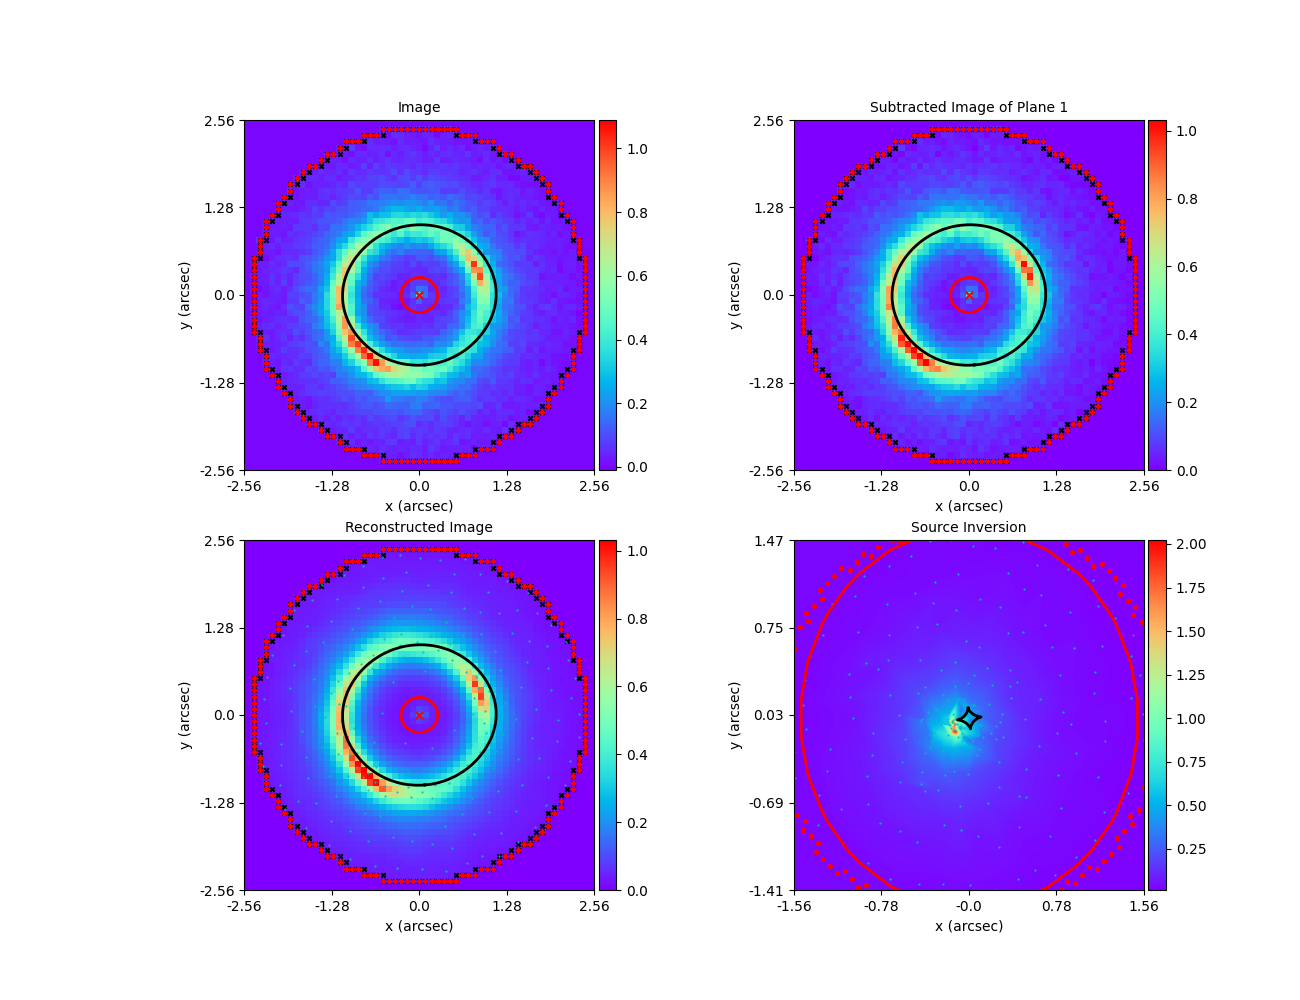 Image
Subtracted Image of Plane 1
2.56
1.28
0.0
-1.28
-2.56
y (arcsec)
-2.56 -1.28 0.0 1.28 2.56
x (arcsec)
1.0
0.8
0.6
0.4
0.2
0.0
2.56
1.28
0.0
-1.28
-2.56
y (arcsec)
-2.56 -1.28 0.0 1.28 2.56
x (arcsec)
1.0
0.8
0.6
0.4
0.2
0.0
Reconstructed Image
Source Inversion
2.56
1.28
0.0
-1.28
-2.56
y (arcsec)
-2.56 -1.28 0.0 1.28 2.56
x (arcsec)
1.0
0.8
0.6
0.4
0.2
0.0
1.47
0.75
0.03
-0.69
-1.41
y (arcsec)
-1.56 -0.78 -0.0 0.78 1.56
x (arcsec)
2.00
1.75
1.50
1.25
1.00
0.75
0.50
0.25